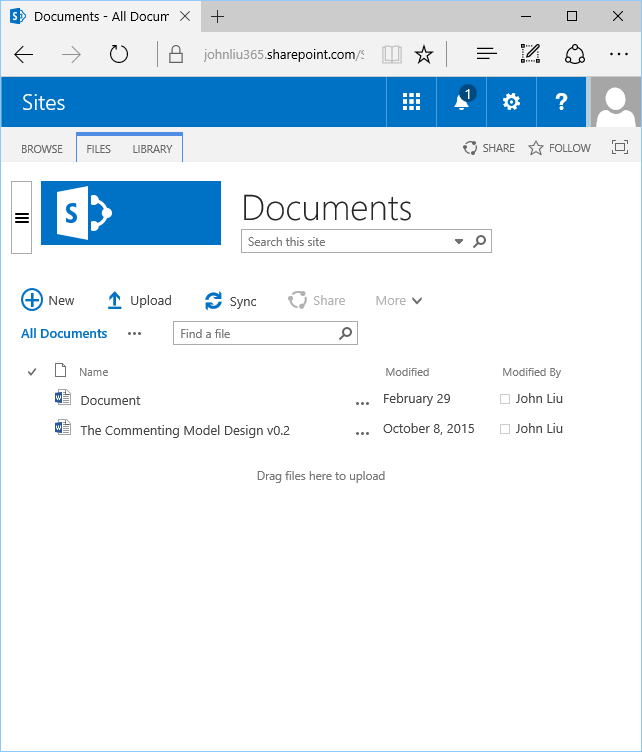 Documents - All Docum
johnliu365.sharepoint.com/S
Sites
1
?
BROWSE FILES LIBRARY SHARE FOLLOW
S
Documents
Search this site
New Upload Sync Share More
All Documents ... Find a file
Name Modified Modified By
Document ... February 29 John Liu
The Commenting Model Design v0.2 ... October 8, 2015 John Liu
Drag files here to upload